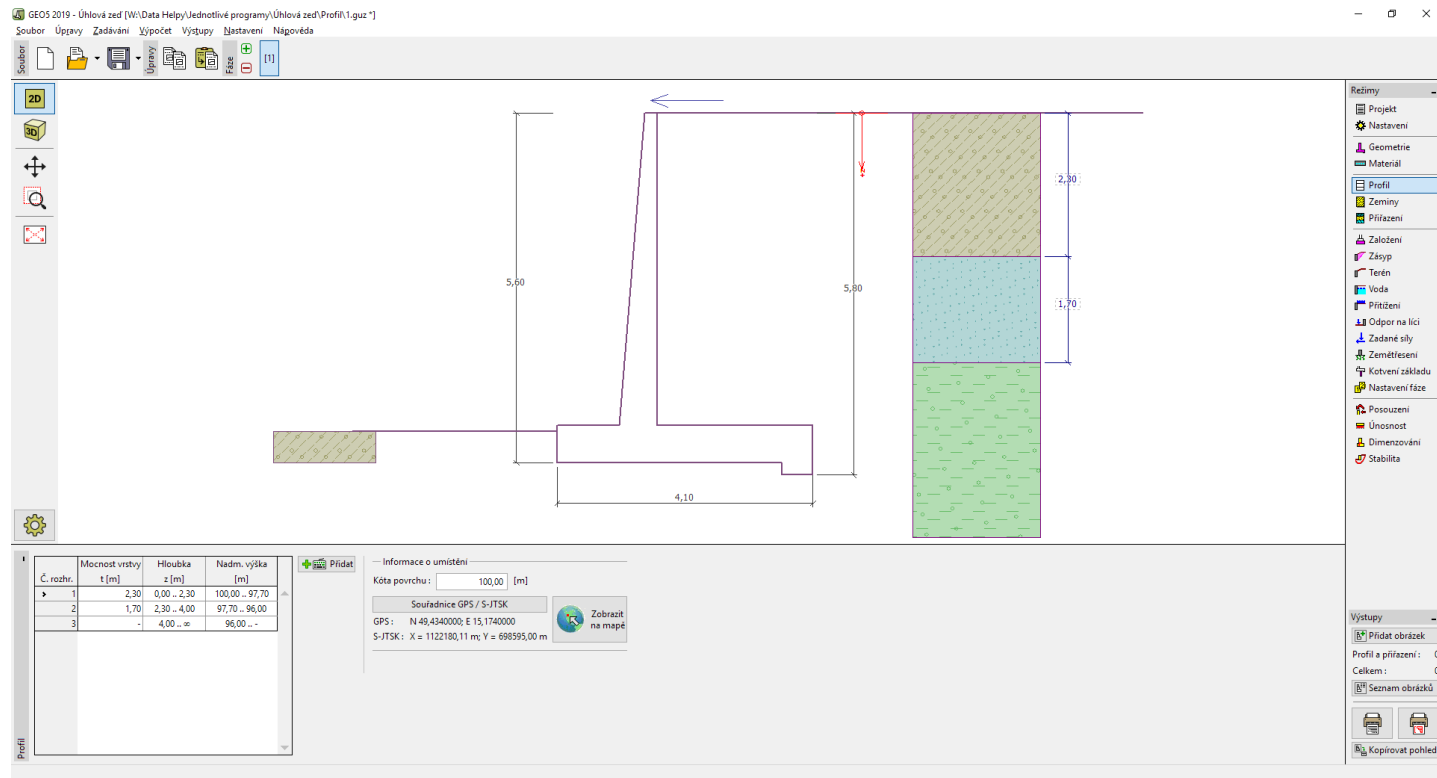 GEO5 2019 - Úhlová zeď [W:\Data Helpy\Jednotlivé programy\Úhlová zed\Profil\1.guz *]
Soubor Úpravy Zadávání Výpočet Výstupy Nastavení Nápověda
Soubor
Úpravy
Fáze
[1]
2D
3D
5,60
5,80
4,10
2,30
1,70
Režimy
Projekt
Nastavení
Geometrie
Materiál
Profil
Zeminy
Přiřazení
Založení
Zásyp
Terén
Voda
Přitížení
Odpor na líci
Zadané síly
Zemětřesení
Kotvení základu
Nastavení fáze
Posouzení
Únosnost
Dimenzování
Stabilita
Profil
Č. rozhr. Mocnost vrstvy t [m] Hloubka z [m] Nadm. výška [m]
1 2,30 0,00 .. 2,30 100,00 .. 97,70
2 1,70 2,30 .. 4,00 97,70 .. 96,00
3 - 4,00 .. ∞ 96,00 .. -
Přidat
Informace o umístění
Kóta povrchu : 100,00 [m]
Souřadnice GPS / S-JTSK
GPS : N 49,4340000; E 15,1740000
S-JTSK : X = 1122180,11 m; Y = 698595,00 m
Zobrazit
na mapě
Výstupy
Přidat obrázek
Profil a přiřazení :
Celkem :
Seznam obrázků
Kopírovat pohled